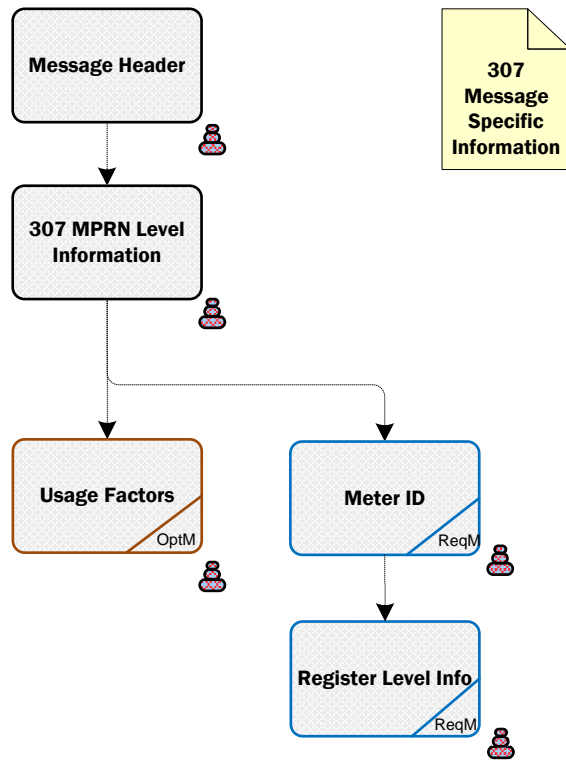 Message Header
307
Message
Specific
Information
307 MPRN Level
Information
Usage Factors
OptM
Meter ID
ReqM
Register Level Info
ReqM